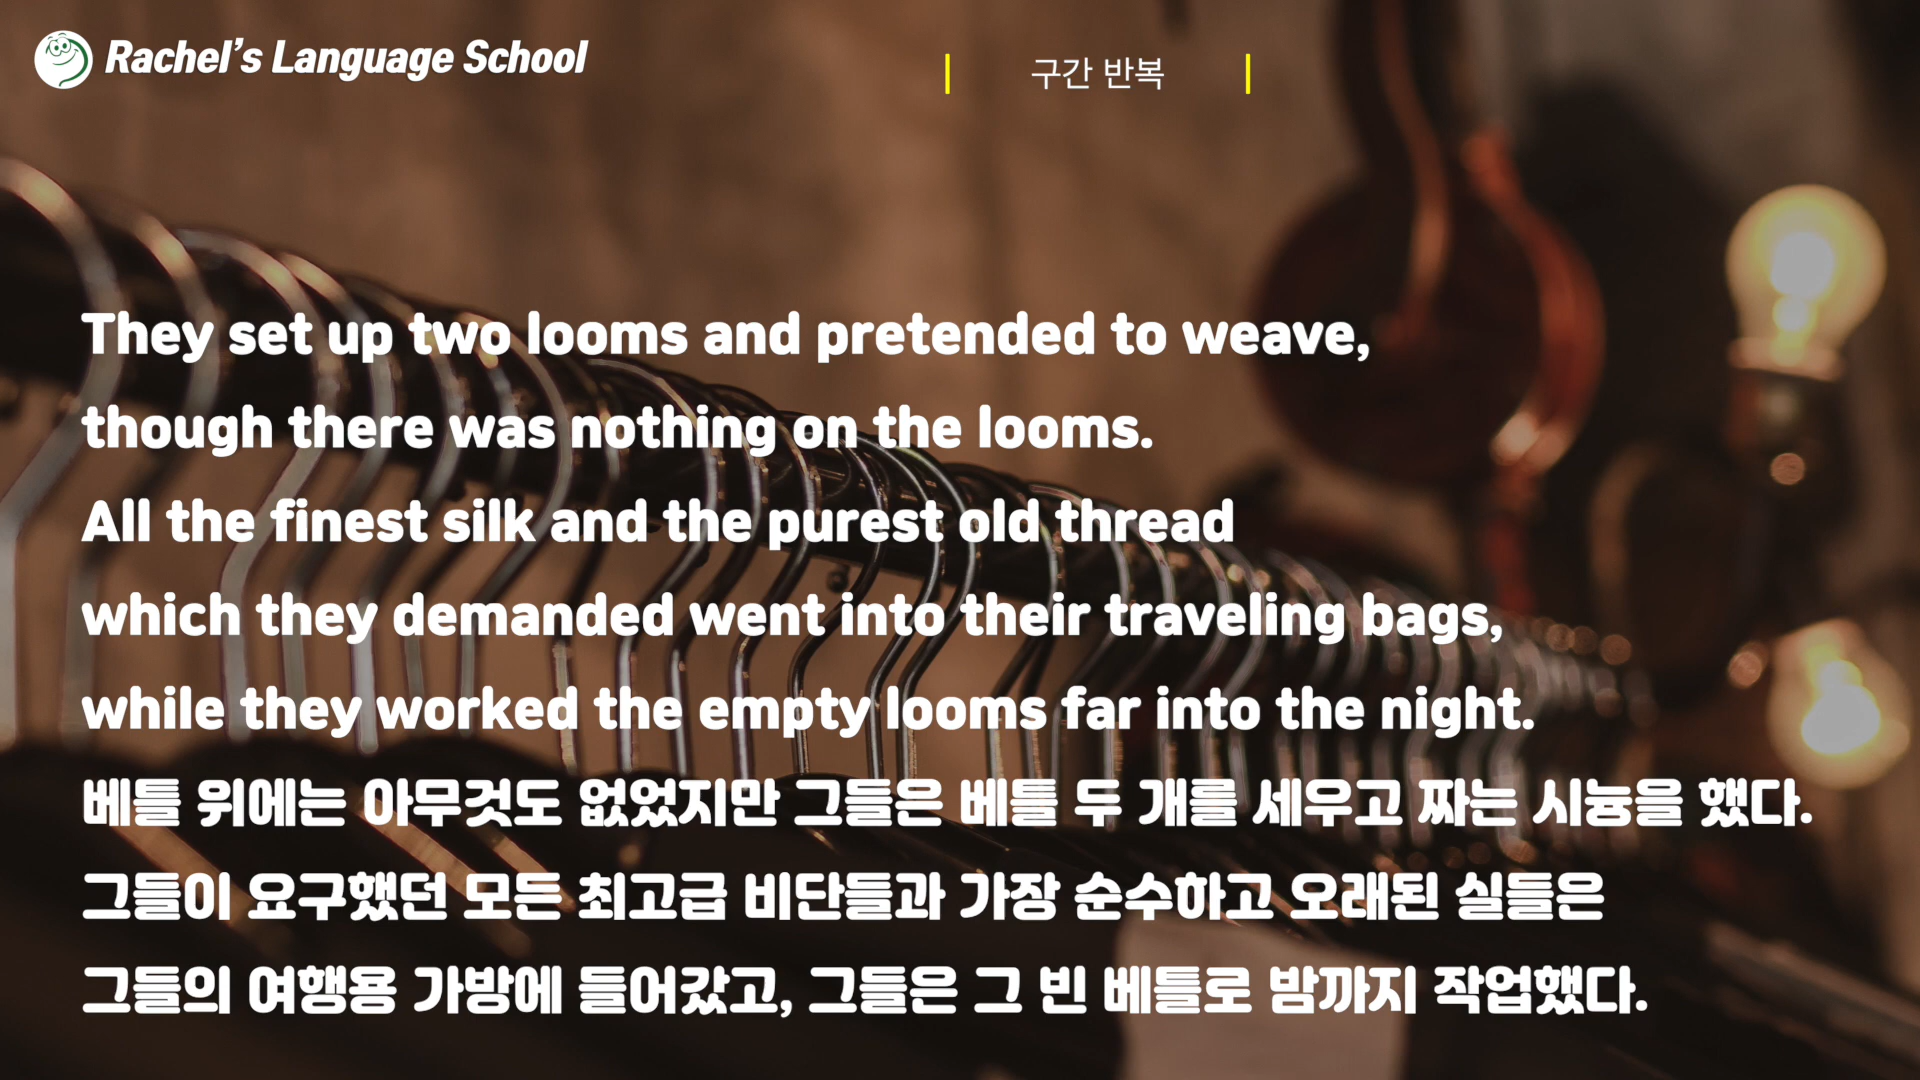 Rachel's Language School
구간 반복
They set up two looms and pretended to weave,
though there was nothing on the looms.
All the finest silk and the purest old thread
which they demanded went into their traveling bags,
while they worked the empty looms far into the night.
베틀 위에는 아무것도 없었지만 그들은 베틀 두 개를 세우고 짜는 시늉을 했다.
그들이 요구했던 모든 최고급 비단들과 가장 순수하고 오래된 실들은
그들의 여행용 가방에 들어갔고, 그들은 그 빈 베틀로 밤까지 작업했다.